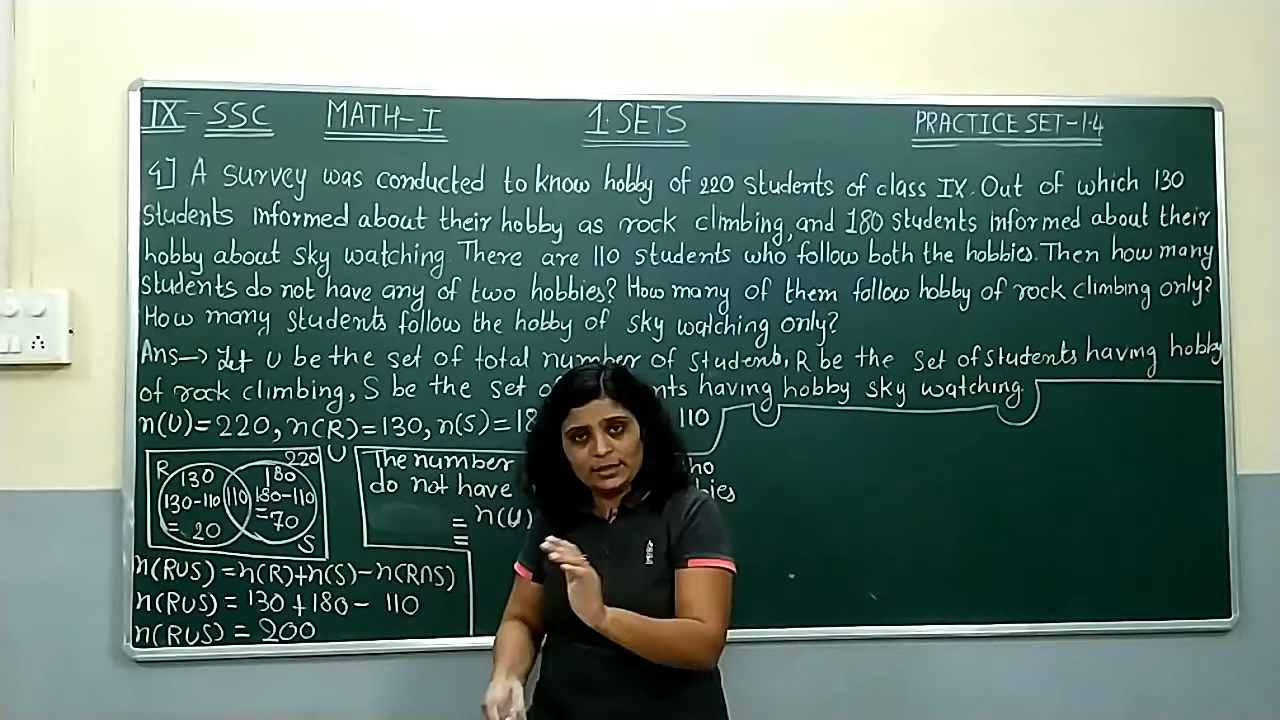 IX - SSC MATH-I 1. SETS PRACTICE SET-1.4
4] A survey was conducted to know hobby of 220 students of class IX. Out of which 130
students informed about their hobby as rock climbing, and 180 students informed about their
hobby about sky watching. There are 110 students who follow both the hobbies. Then how many
students do not have any of two hobbies? How many of them follow hobby of rock climbing only?
How many students follow the hobby of sky watching only?
Ans→ Let U be the set of total number of students, R be the set of students having hobby
of rock climbing, S be the set having hobby sky watching.
n(U)=220, n(R)=130, n(S)=18 110
R 130 130-110 = 20 110 180 180-110 =70 S 220 U
The number
do not have
= n(U)
=
n(RUS) = n(R)+n(S)-n(R∩S)
n(RUS) = 130 + 180 - 110
n(RUS) = 200